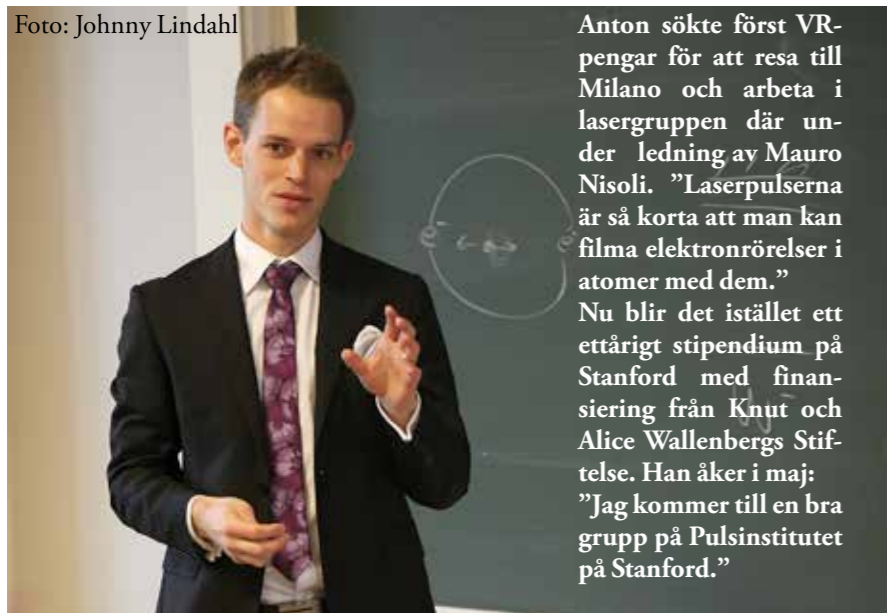 Foto: Johnny Lindahl
Anton sökte först VR-
pengar för att resa till
Milano och arbeta i
lasergruppen där un-
der ledning av Mauro
Nisoli. ”Laserpulserna
är så korta att man kan
filma elektronrörelser i
atomer med dem.”
Nu blir det istället ett
ettårigt stipendium på
Stanford med finan-
siering från Knut och
Alice Wallenbergs Stif-
telse. Han åker i maj:
”Jag kommer till en bra
grupp på Pulsinstitutet
på Stanford.”
e⁻
e⁻